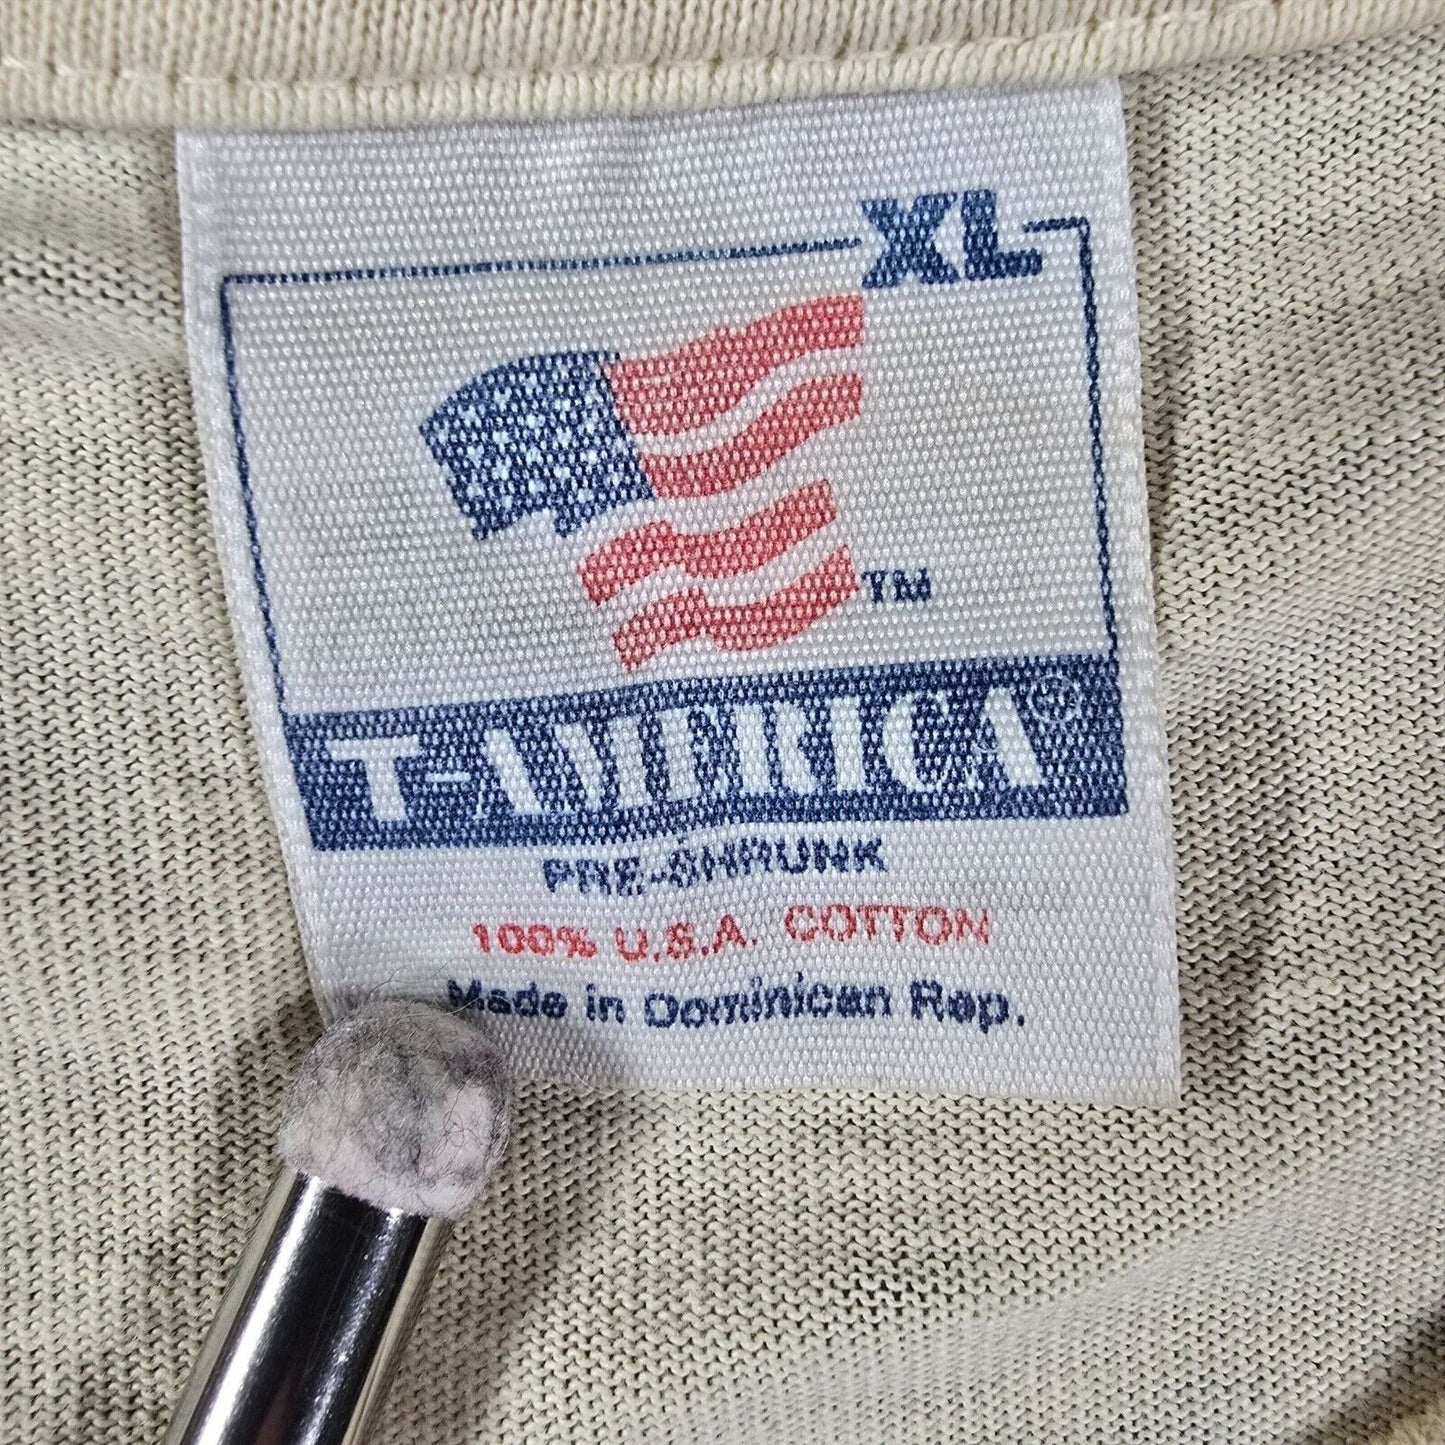 XL
TM
T-AMERICA®
PRE-SHRUNK
100% U.S.A. COTTON
Made in Dominican Rep.